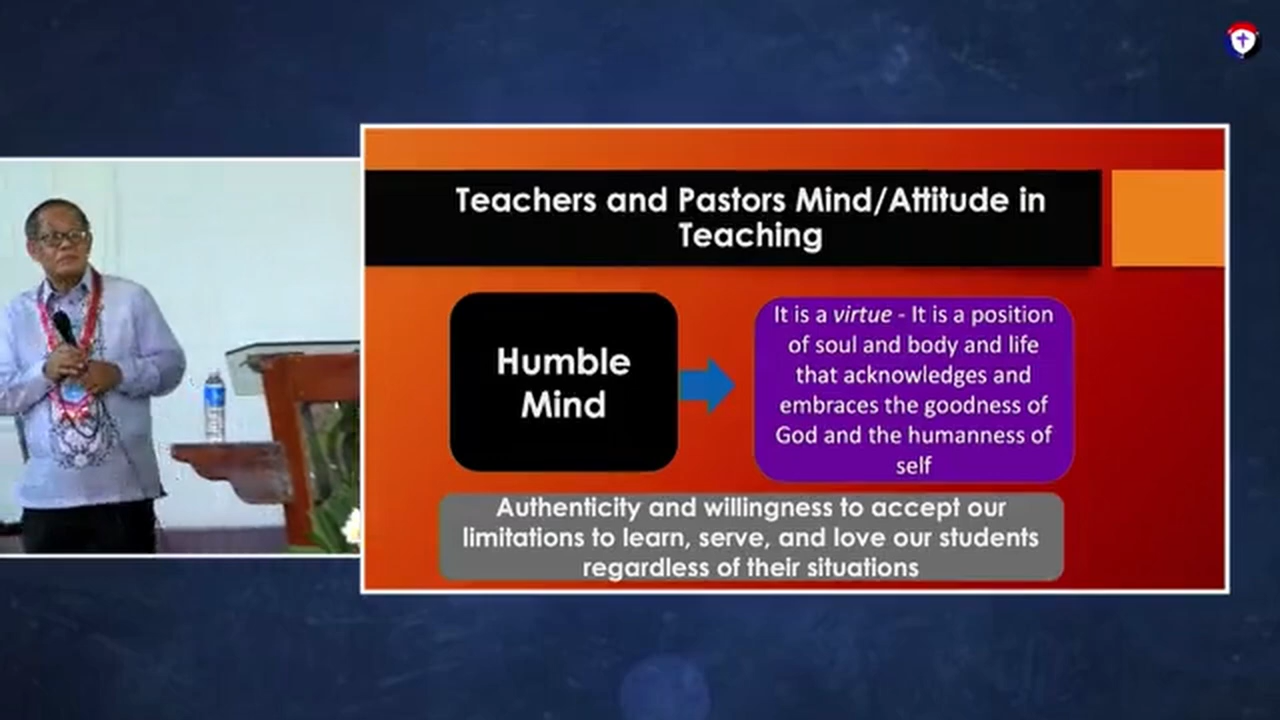 Teachers and Pastors Mind/Attitude in
Teaching
Humble
Mind
It is a virtue - It is a position
of soul and body and life
that acknowledges and
embraces the goodness of
God and the humanness of
self
Authenticity and willingness to accept our
limitations to learn, serve, and love our students
regardless of their situations